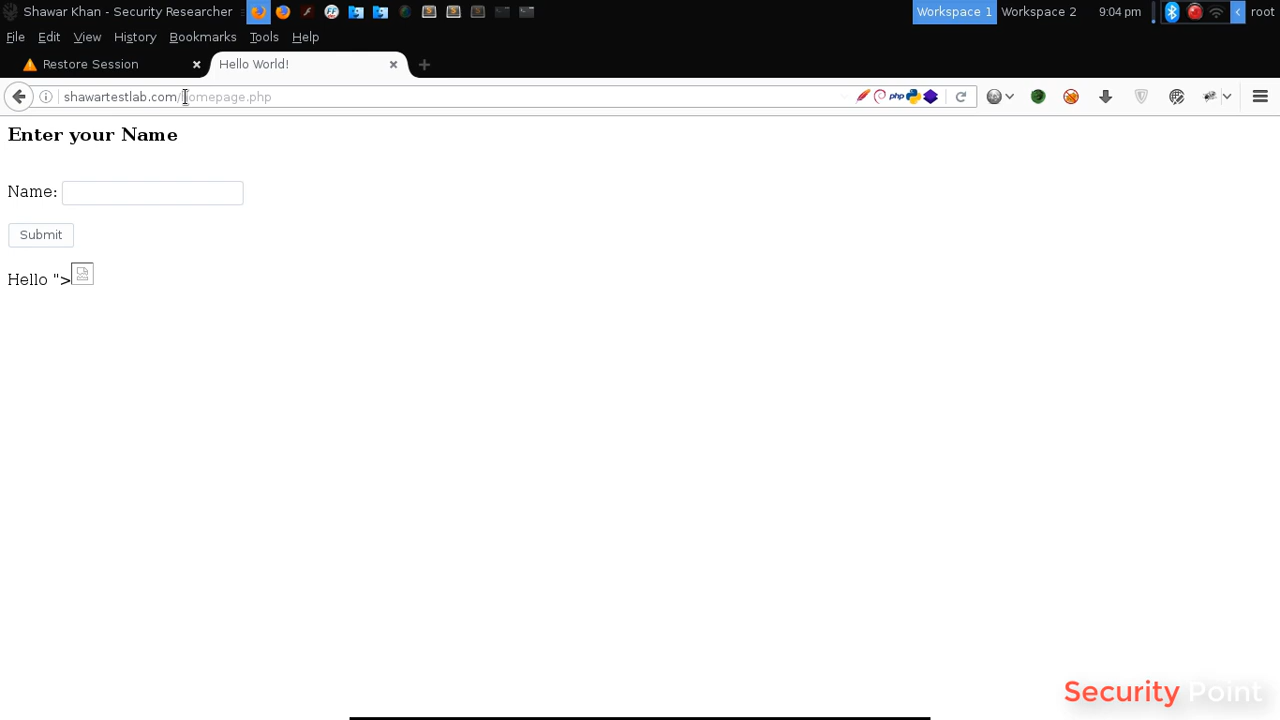 Shawar Khan - Security Researcher
Workspace 1
Workspace 2
9:04 pm
root
File Edit View History Bookmarks Tools Help
Restore Session
Hello World!
shawartestlab.com/homepage.php
php
Enter your Name
Name:
Submit
Hello ">
Security Point